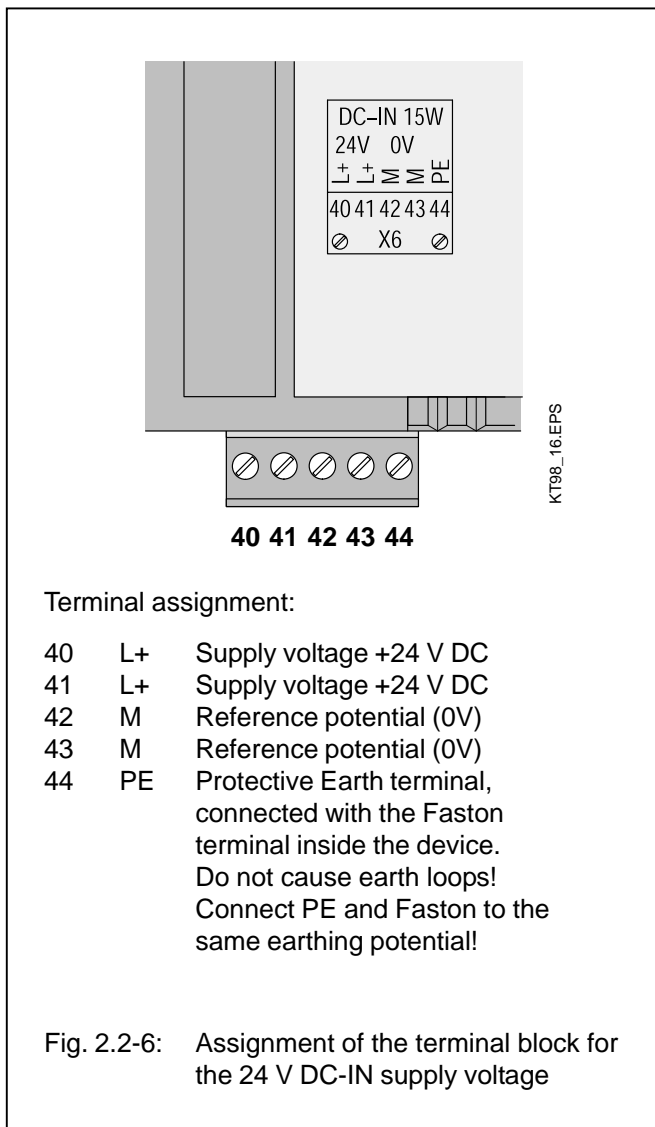 DC–IN 15W
24V 0V
L+ L+ M M PE
40 41 42 43 44
X6
KT98_16.EPS
40 41 42 43 44
Terminal assignment:
40 L+ Supply voltage +24 V DC
41 L+ Supply voltage +24 V DC
42 M Reference potential (0V)
43 M Reference potential (0V)
44 PE Protective Earth terminal,
connected with the Faston
terminal inside the device.
Do not cause earth loops!
Connect PE and Faston to the
same earthing potential!
Fig. 2.2-6: Assignment of the terminal block for
the 24 V DC-IN supply voltage